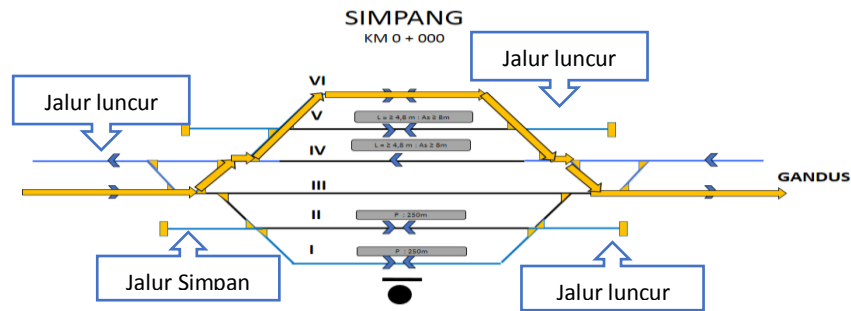 SIMPANG
KM 0 + 000
Jalur luncur
Jalur luncur
VI
V
L = ≥ 4,8 m : As ≥ 8m
L = ≥ 4,8 m : As ≥ 8m
IV
GANDUS
III
II
P : 250m
I
P : 250m
Jalur Simpan
Jalur luncur